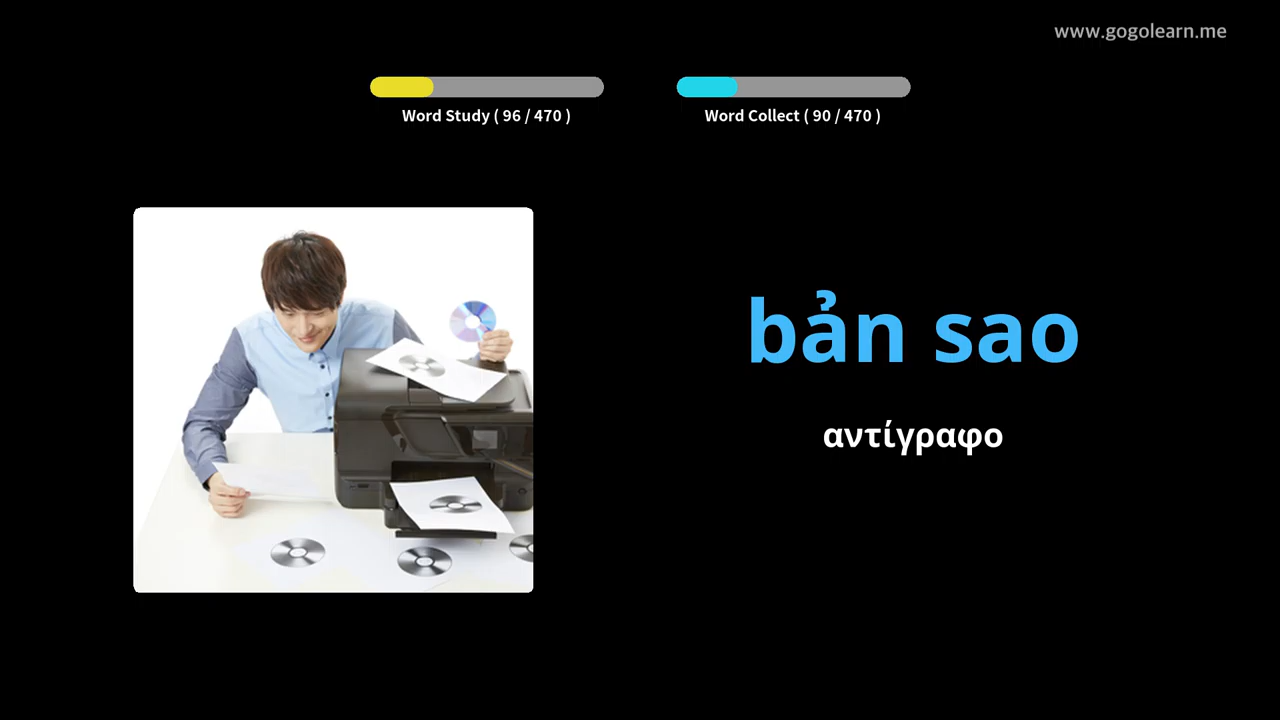 www.gogolearn.me
Word Study ( 96 / 470 )
Word Collect ( 90 / 470 )
bản sao
αντίγραφο